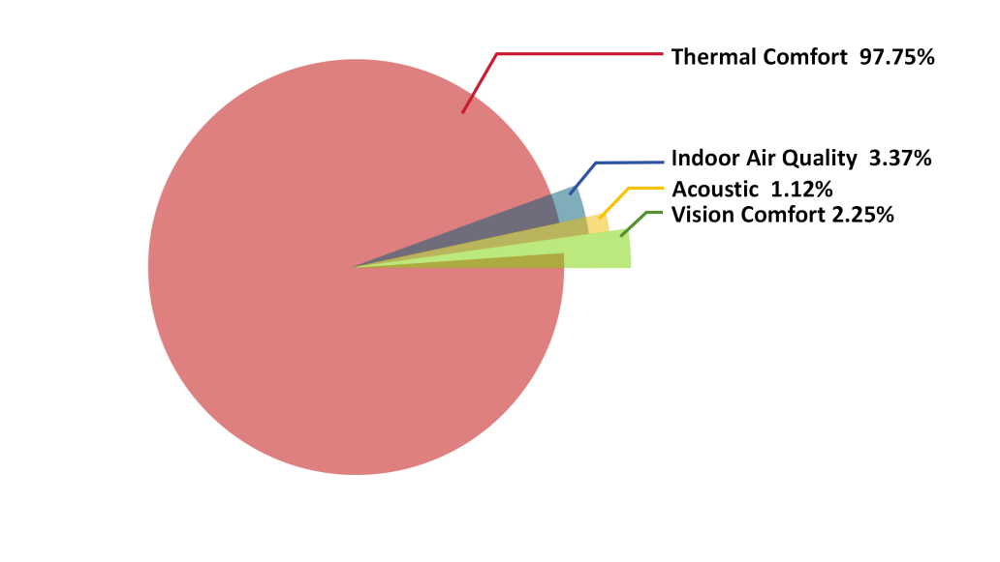 Thermal Comfort 97.75%
Indoor Air Quality 3.37%
Acoustic 1.12%
Vision Comfort 2.25%